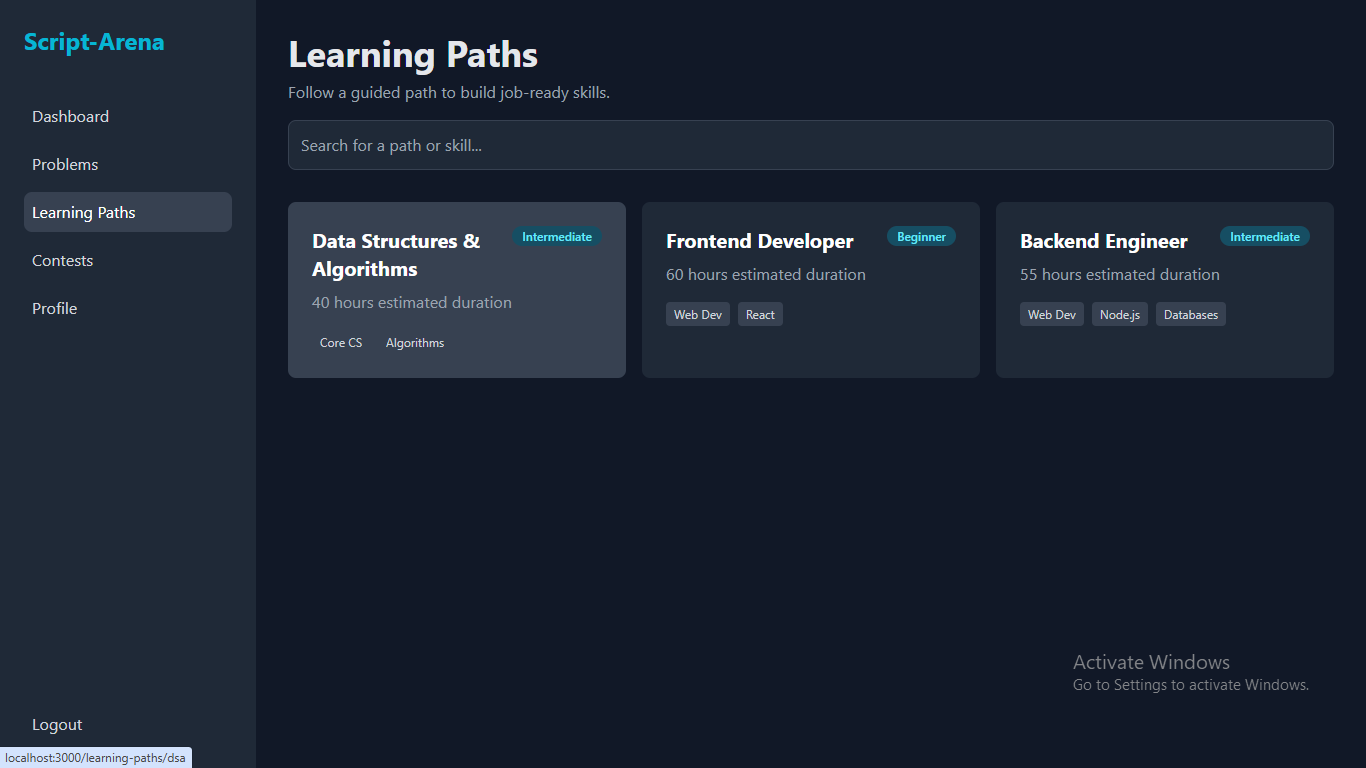 Script-Arena
Dashboard
Problems
Learning Paths
Contests
Profile
Logout
Learning Paths
Follow a guided path to build job-ready skills.
Search for a path or skill...
Data Structures &
Algorithms
Intermediate
40 hours estimated duration
Core CS Algorithms
Frontend Developer
Beginner
60 hours estimated duration
Web Dev React
Backend Engineer
Intermediate
55 hours estimated duration
Web Dev Node.js Databases
Activate Windows
Go to Settings to activate Windows.
localhost:3000/learning-paths/dsa